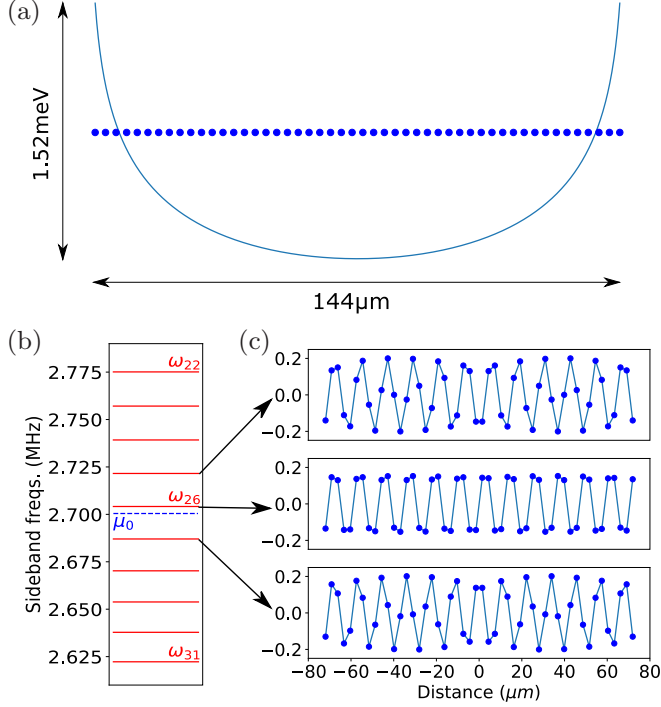 (a)
1.52meV
144μm
(b)
Sideband freqs. (MHz)
2.775
2.750
2.725
2.700
2.675
2.650
2.625
ω22
ω26
μ0
ω31
(c)
0.2
0.0
−0.2
0.2
0.0
−0.2
0.2
0.0
−0.2
−80 −60 −40 −20 0 20 40 60 80
Distance (μm)